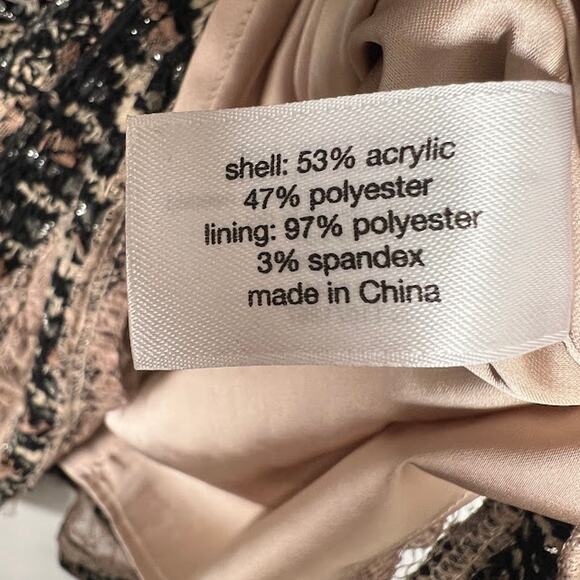 shell: 53% acrylic
47% polyester
lining: 97% polyester
3% spandex
made in China